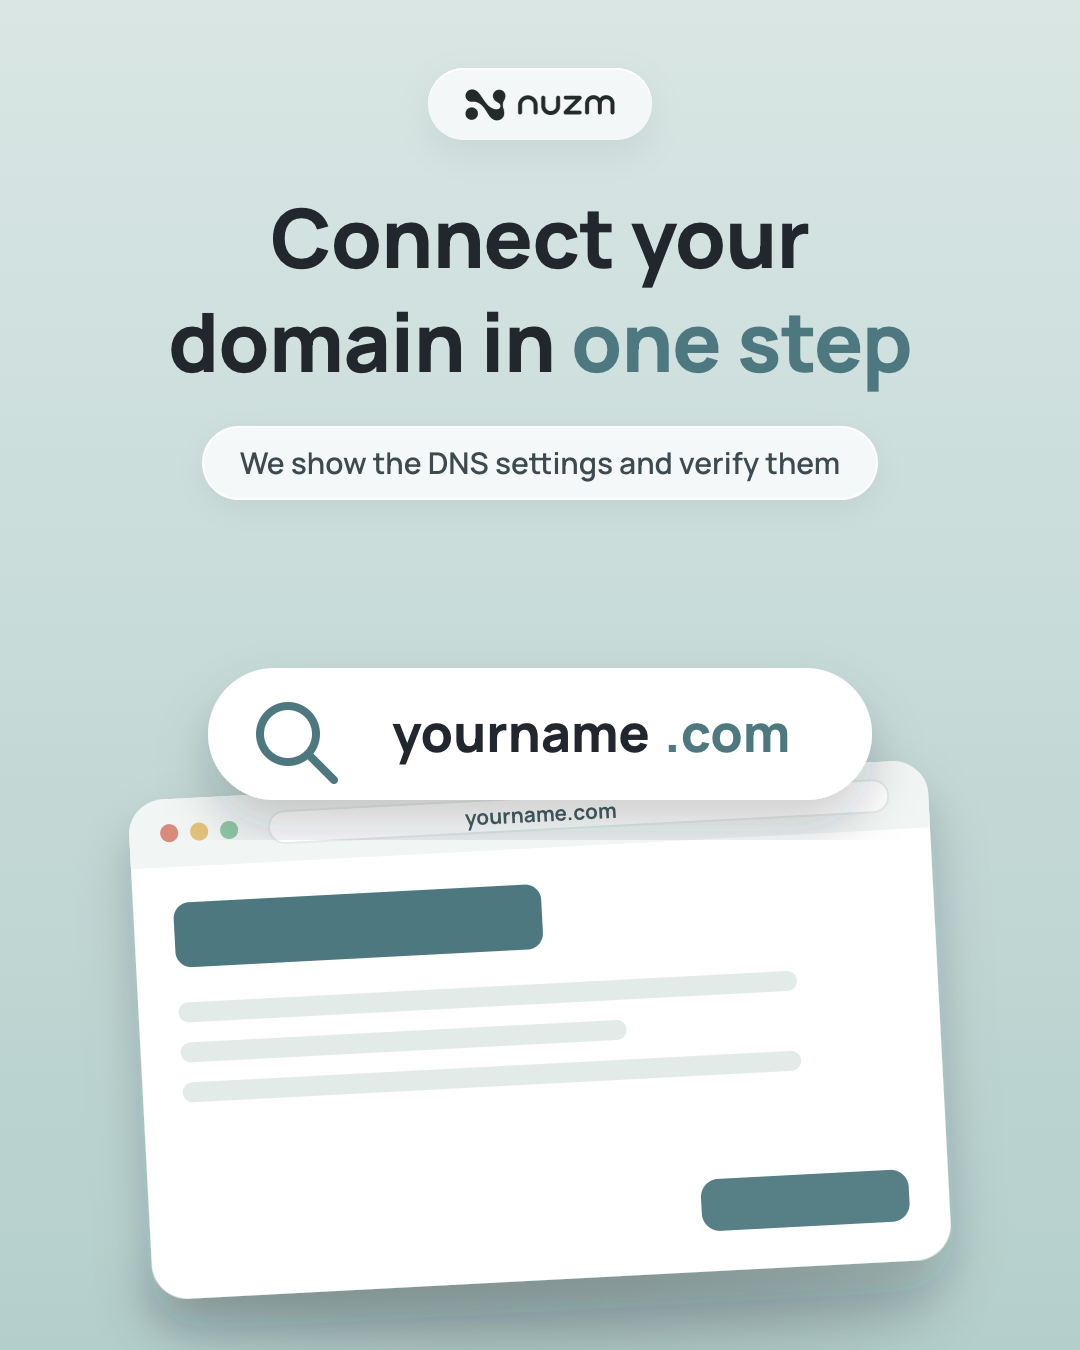 nuzm
Connect your
domain in one step
We show the DNS settings and verify them
yourname .com
yourname.com